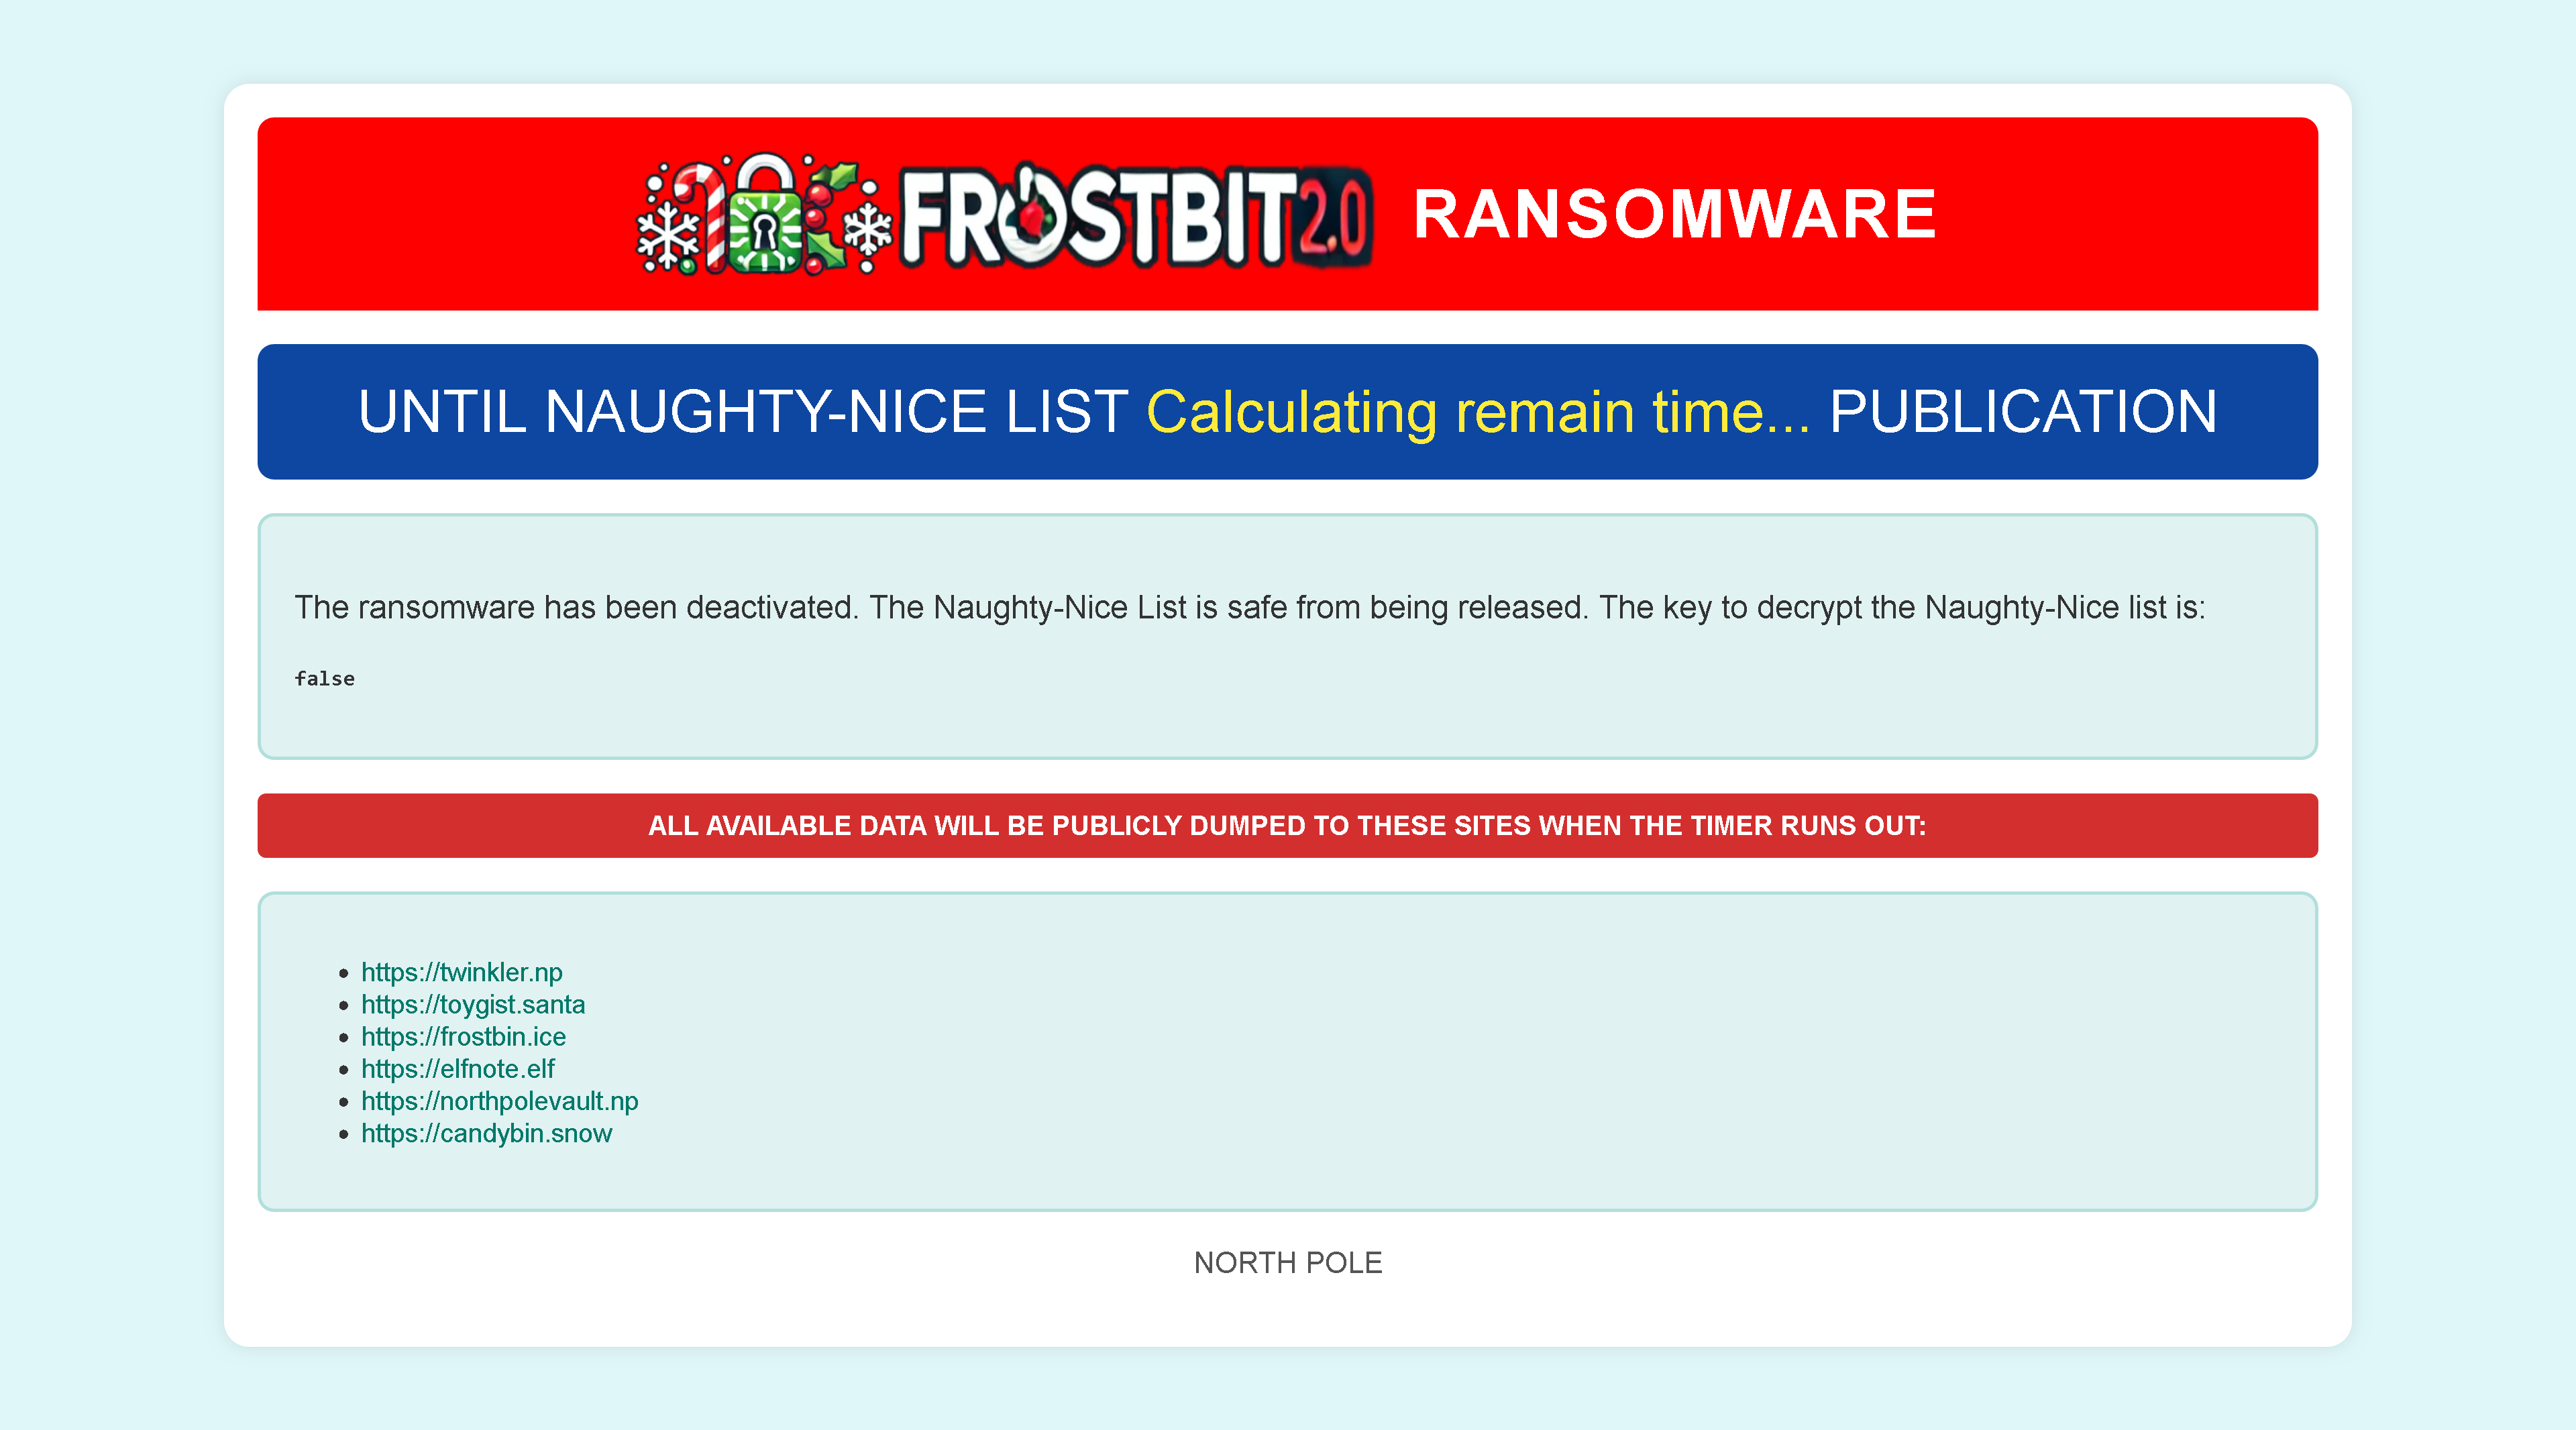 FROSTBIT2.0 RANSOMWARE
UNTIL NAUGHTY-NICE LIST Calculating remain time... PUBLICATION
The ransomware has been deactivated. The Naughty-Nice List is safe from being released. The key to decrypt the Naughty-Nice list is:
false
ALL AVAILABLE DATA WILL BE PUBLICLY DUMPED TO THESE SITES WHEN THE TIMER RUNS OUT:
https://twinkler.np
https://toygist.santa
https://frostbin.ice
https://elfnote.elf
https://northpolevault.np
https://candybin.snow
NORTH POLE